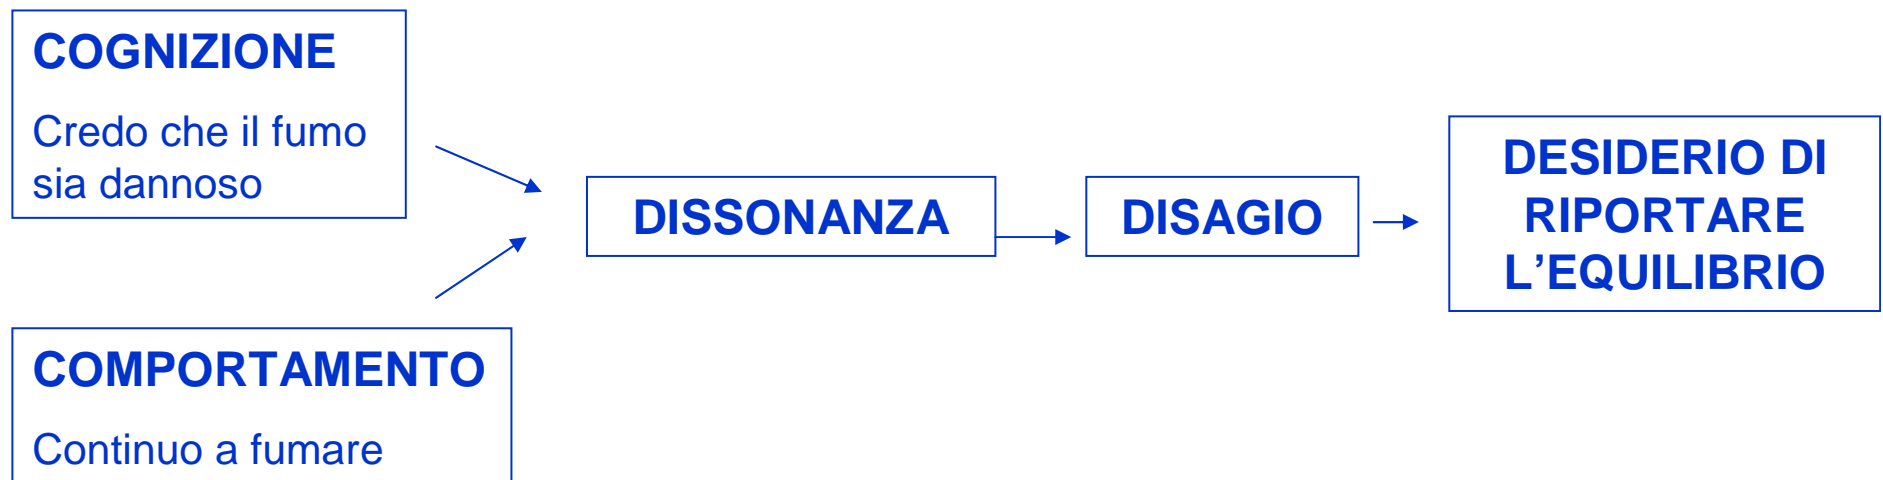 COGNIZIONE
Credo che il fumo
sia dannoso
COMPORTAMENTO
Continuo a fumare
DISSONANZA
DISAGIO
DESIDERIO DI
RIPORTARE
L’EQUILIBRIO